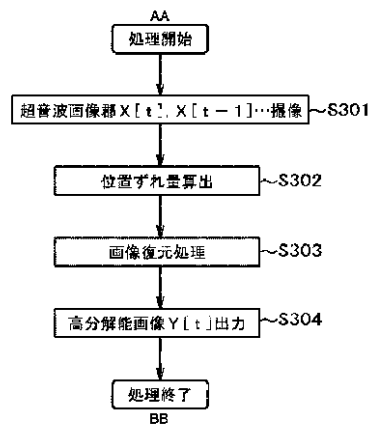 AA
処理開始
超音波画像郡X[t],X[t-1]…撮像 S301
位置ずれ量算出 S302
画像復元処理 S303
高分解能画像Y[t]出力 S304
処理終了
BB